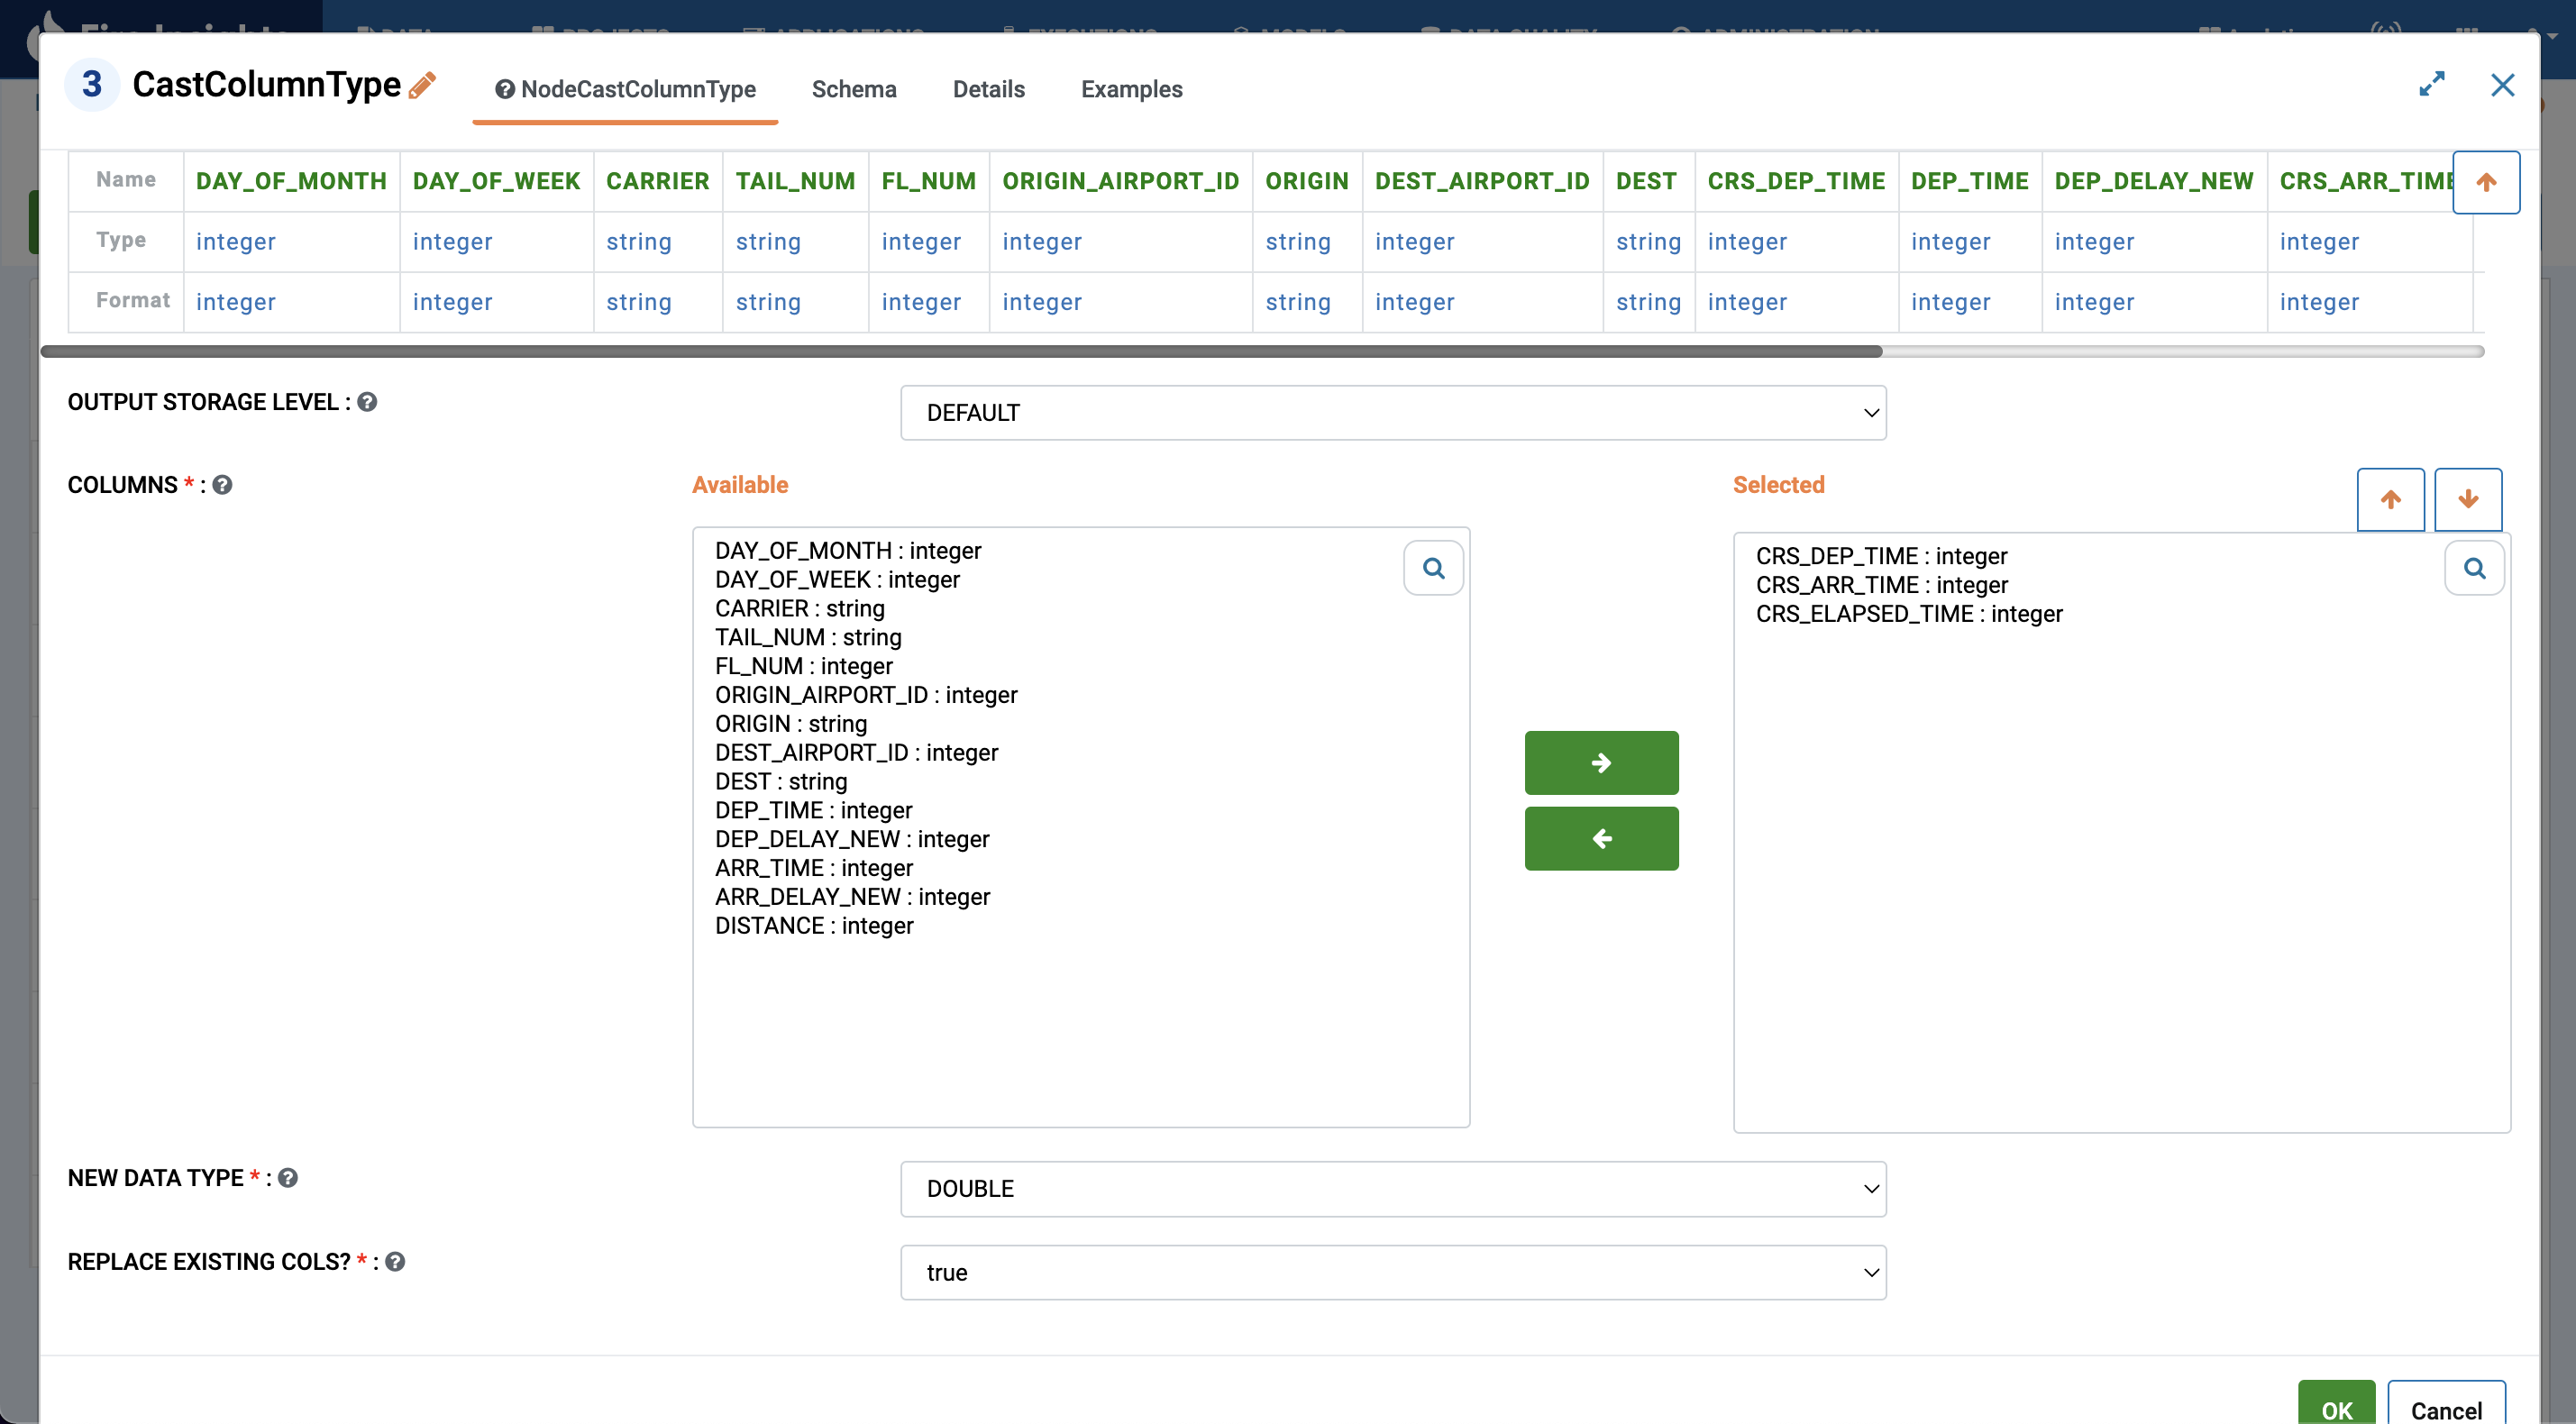 3 CastColumnType NodeCastColumnType Schema Details Examples
Name DAY_OF_MONTH DAY_OF_WEEK CARRIER TAIL_NUM FL_NUM ORIGIN_AIRPORT_ID ORIGIN DEST_AIRPORT_ID DEST CRS_DEP_TIME DEP_TIME DEP_DELAY_NEW CRS_ARR_TIME
Type integer integer string string integer integer string integer string integer integer integer integer
Format integer integer string string integer integer string integer string integer integer integer integer
OUTPUT STORAGE LEVEL :
DEFAULT
COLUMNS * :
Available
DAY_OF_MONTH : integer
DAY_OF_WEEK : integer
CARRIER : string
TAIL_NUM : string
FL_NUM : integer
ORIGIN_AIRPORT_ID : integer
ORIGIN : string
DEST_AIRPORT_ID : integer
DEST : string
DEP_TIME : integer
DEP_DELAY_NEW : integer
ARR_TIME : integer
ARR_DELAY_NEW : integer
DISTANCE : integer
Selected
CRS_DEP_TIME : integer
CRS_ARR_TIME : integer
CRS_ELAPSED_TIME : integer
NEW DATA TYPE * :
DOUBLE
REPLACE EXISTING COLS? * :
true
OK Cancel